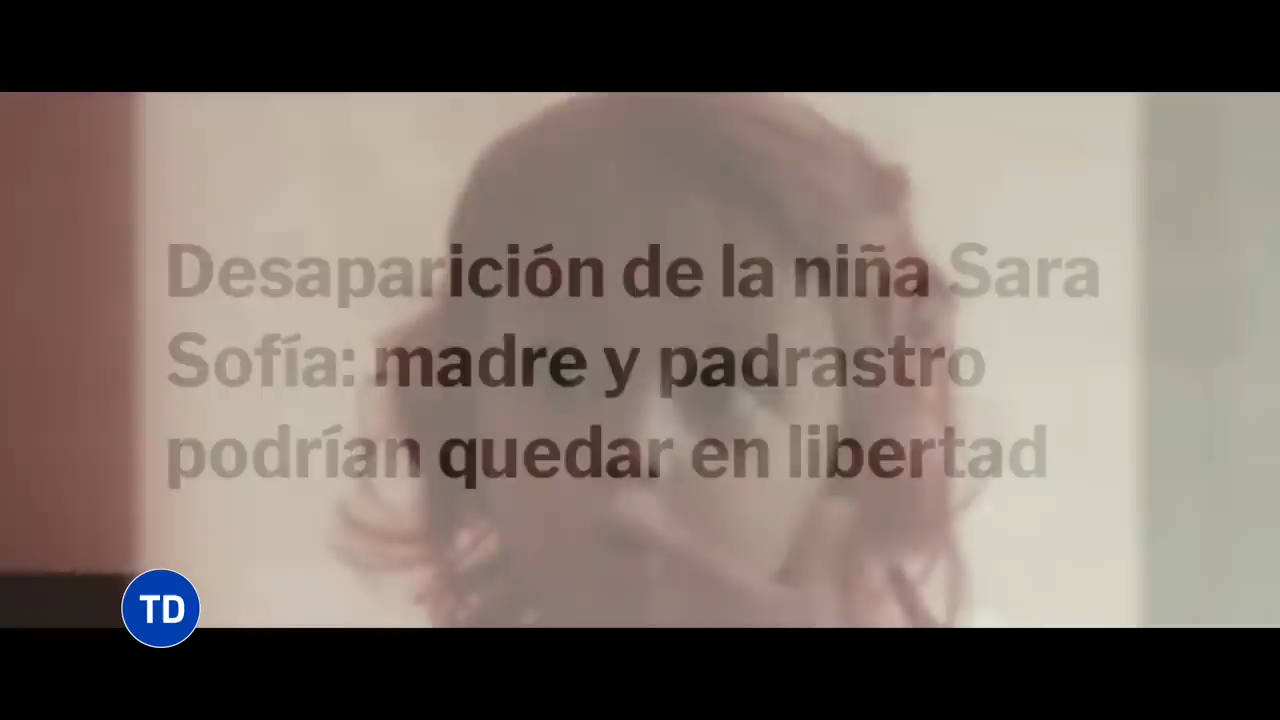 Desaparición de la niña Sara
Sofía: madre y padrastro
podrían quedar en libertad
TD